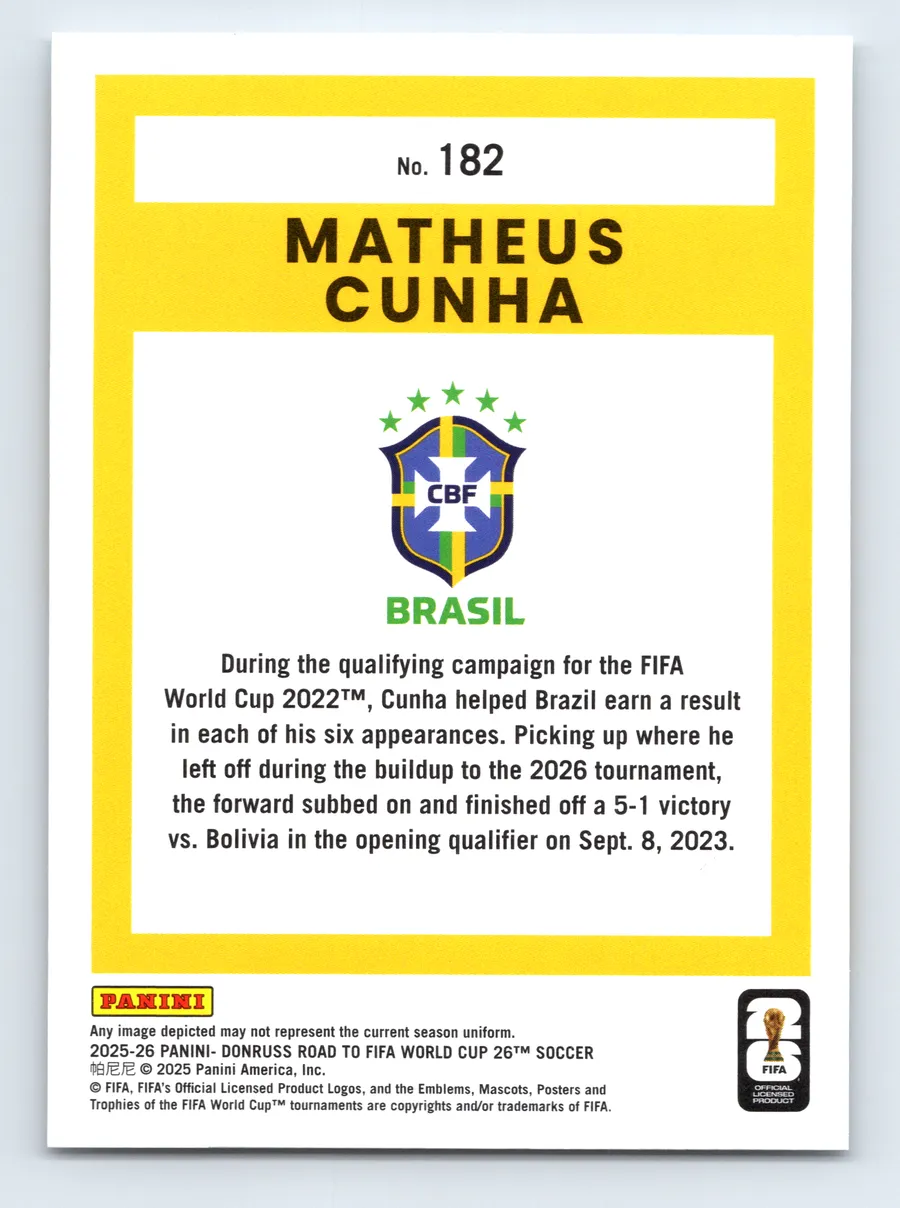 No. 182
MATHEUS
CUNHA
CBF
BRASIL
During the qualifying campaign for the FIFA
World Cup 2022™, Cunha helped Brazil earn a result
in each of his six appearances. Picking up where he
left off during the buildup to the 2026 tournament,
the forward subbed on and finished off a 5-1 victory
vs. Bolivia in the opening qualifier on Sept. 8, 2023.
PANINI
Any image depicted may not represent the current season uniform.
2025-26 PANINI- DONRUSS ROAD TO FIFA WORLD CUP 26™ SOCCER
帕尼尼 © 2025 Panini America, Inc.
© FIFA, FIFA's Official Licensed Product Logos, and the Emblems, Mascots, Posters and
Trophies of the FIFA World Cup™ tournaments are copyrights and/or trademarks of FIFA.
26
FIFA
OFFICIAL
LICENSED
PRODUCT